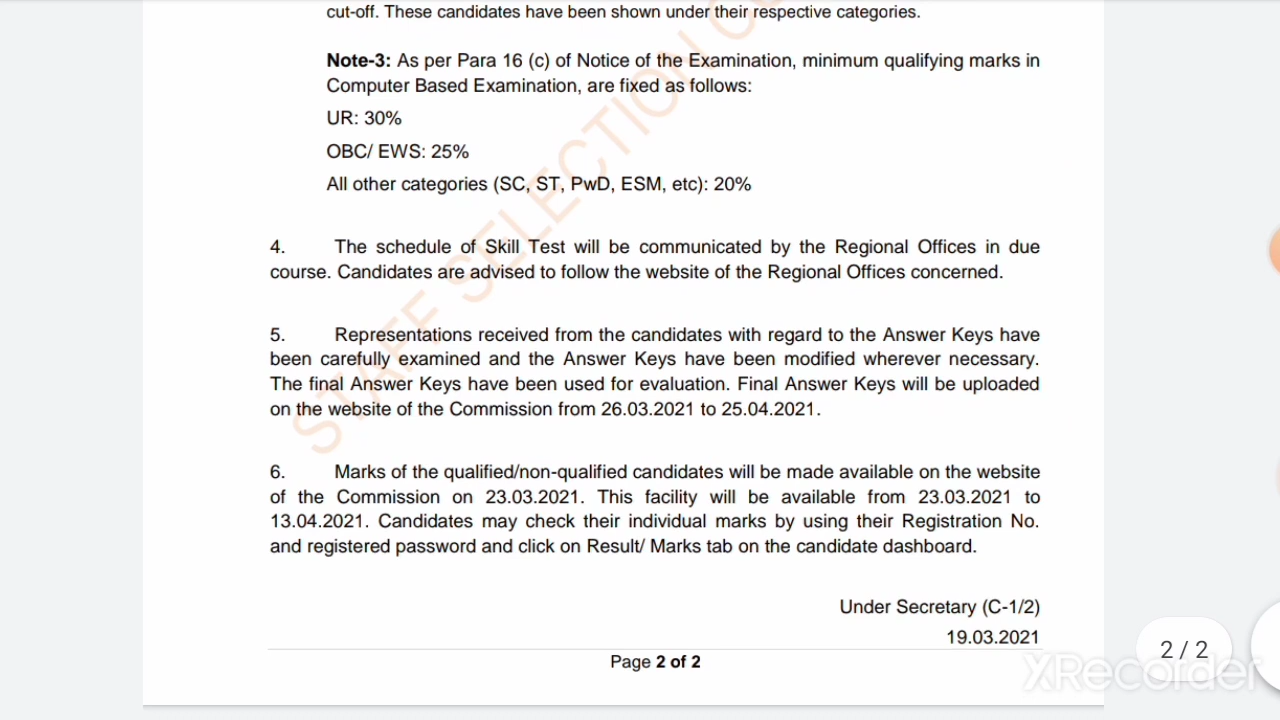 cut-off. These candidates have been shown under their respective categories.
Note-3: As per Para 16 (c) of Notice of the Examination, minimum qualifying marks in
Computer Based Examination, are fixed as follows:
UR: 30%
OBC/ EWS: 25%
All other categories (SC, ST, PwD, ESM, etc): 20%
4. The schedule of Skill Test will be communicated by the Regional Offices in due
course. Candidates are advised to follow the website of the Regional Offices concerned.
5. Representations received from the candidates with regard to the Answer Keys have
been carefully examined and the Answer Keys have been modified wherever necessary.
The final Answer Keys have been used for evaluation. Final Answer Keys will be uploaded
on the website of the Commission from 26.03.2021 to 25.04.2021.
6. Marks of the qualified/non-qualified candidates will be made available on the website
of the Commission on 23.03.2021. This facility will be available from 23.03.2021 to
13.04.2021. Candidates may check their individual marks by using their Registration No.
and registered password and click on Result/ Marks tab on the candidate dashboard.
Under Secretary (C-1/2)
19.03.2021
Page 2 of 2
2 / 2
XRecorder
STAFF SELECTION